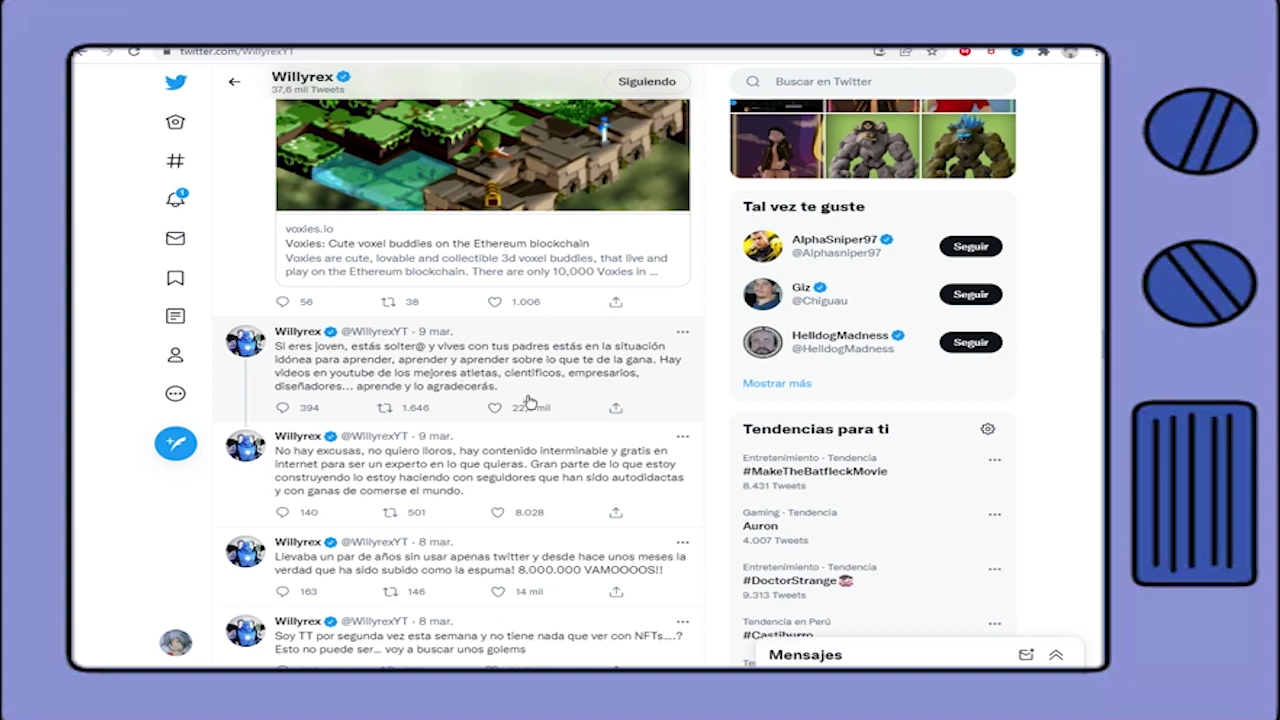 twitter.com/WillyrexYT
Willyrex
37,6 mil Tweets
Siguiendo
voxies.io
Voxies: Cute voxel buddies on the Ethereum blockchain
Voxies are cute, lovable and collectible 3d voxel buddies, that live and
play on the Ethereum blockchain. There are only 10,000 Voxies in ...
56 38 1.006
Willyrex @WillyrexYT · 9 mar.
Si eres joven, estás solter@ y vives con tus padres estás en la situación
idónea para aprender, aprender y aprender sobre lo que te de la gana. Hay
videos en youtube de los mejores atletas, científicos, empresarios,
diseñadores... aprende y lo agradecerás.
394 1.646 mil
Willyrex @WillyrexYT · 9 mar.
No hay excusas, no quiero lloros, hay contenido interminable y gratis en
internet para ser un experto en lo que quieras. Gran parte de lo que estoy
construyendo lo estoy haciendo con seguidores que han sido autodidactas
y con ganas de comerse el mundo.
140 501 8.028
Willyrex @WillyrexYT · 8 mar.
Llevaba un par de años sin usar apenas twitter y desde hace unos meses la
verdad que ha sido subido como la espuma! 8.000.000 VAMOOOOS!!
163 146 14 mil
Willyrex @WillyrexYT · 8 mar.
Soy TT por segunda vez esta semana y no tiene nada que ver con NFTs....?
Esto no puede ser... voy a buscar unos golems
Buscar en Twitter
Tal vez te guste
AlphaSniper97
@Alphasniper97
Seguir
Giz
@Chiguau
Seguir
HelldogMadness
@HelldogMadness
Seguir
Mostrar más
Tendencias para ti
Entretenimiento · Tendencia
#MakeTheBatfleckMovie
8.431 Tweets
Gaming · Tendencia
Auron
4.007 Tweets
Entretenimiento · Tendencia
#DoctorStrange
9.313 Tweets
Tendencia en Perú
#Castiburro
Te
Mensajes
1